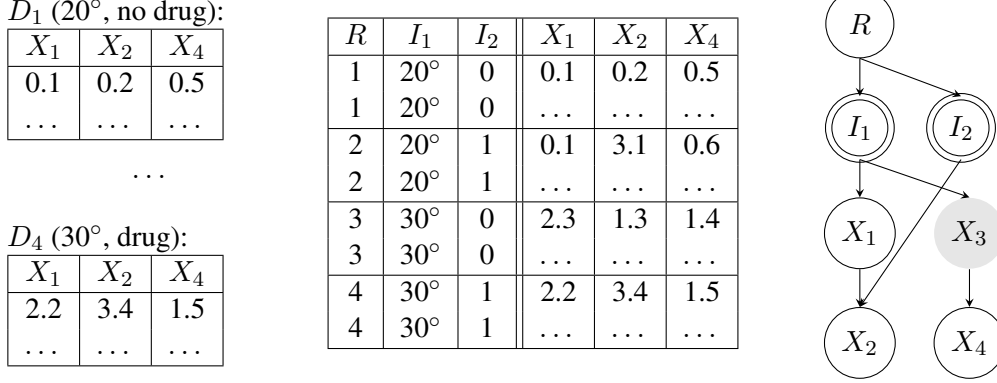 D₁ (20°, no drug):
X₁ X₂ X₄
0.1 0.2 0.5
... ... ...
...
D₄ (30°, drug):
X₁ X₂ X₄
2.2 3.4 1.5
... ... ...
R I₁ I₂ X₁ X₂ X₄
1 20° 0 0.1 0.2 0.5
1 20° 0 ... ... ...
2 20° 1 0.1 3.1 0.6
2 20° 1 ... ... ...
3 30° 0 2.3 1.3 1.4
3 30° 0 ... ... ...
4 30° 1 2.2 3.4 1.5
4 30° 1 ... ... ...
R
I₁ I₂
X₁ X₃
X₂ X₄